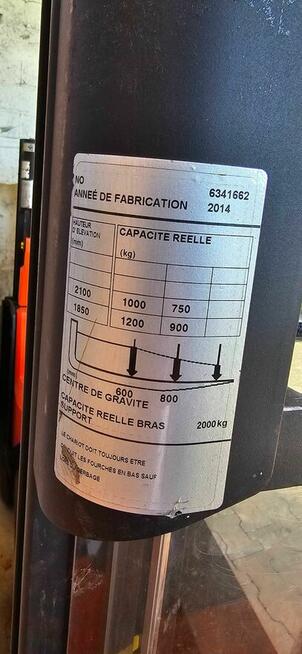 NO 6341662
ANNEÉ DE FABRICATION 2014
HAUTEUR CAPACITE REELLE
D'ELEVATION
(mm) (kg)
2100 1000 750
1850 1200 900
(mm) 600 800
CENTRE DE GRAVITE
CAPACITE REELLE BRAS 2000 kg
SUPPORT
LE CHARIOT DOIT TOUJOURS ETRE
LES FOURCHES EN BAS SAUF